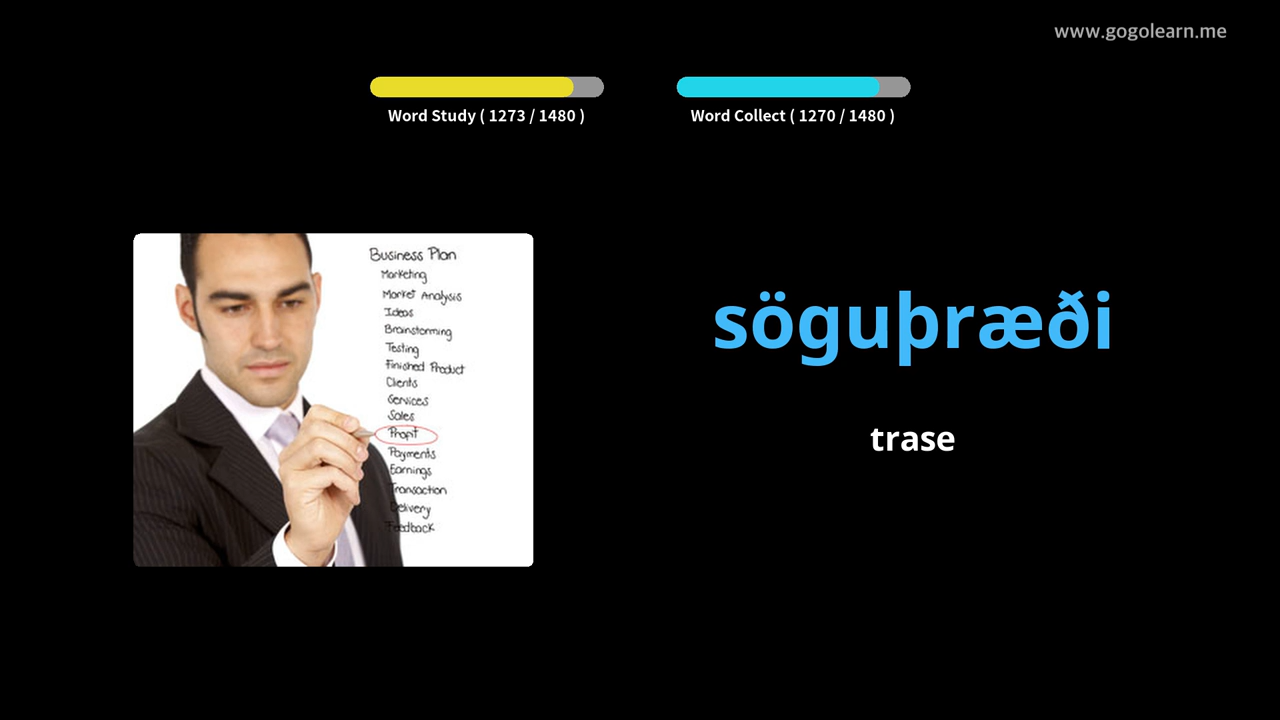 www.gogolearn.me
Word Study ( 1273 / 1480 )
Word Collect ( 1270 / 1480 )
Business Plan
Marketing
Market Analysis
Ideas
Brainstorming
Testing
Finished Product
Clients
Services
Sales
Profit
Payments
Earnings
Transaction
Delivery
Feedback
söguþræði
trase